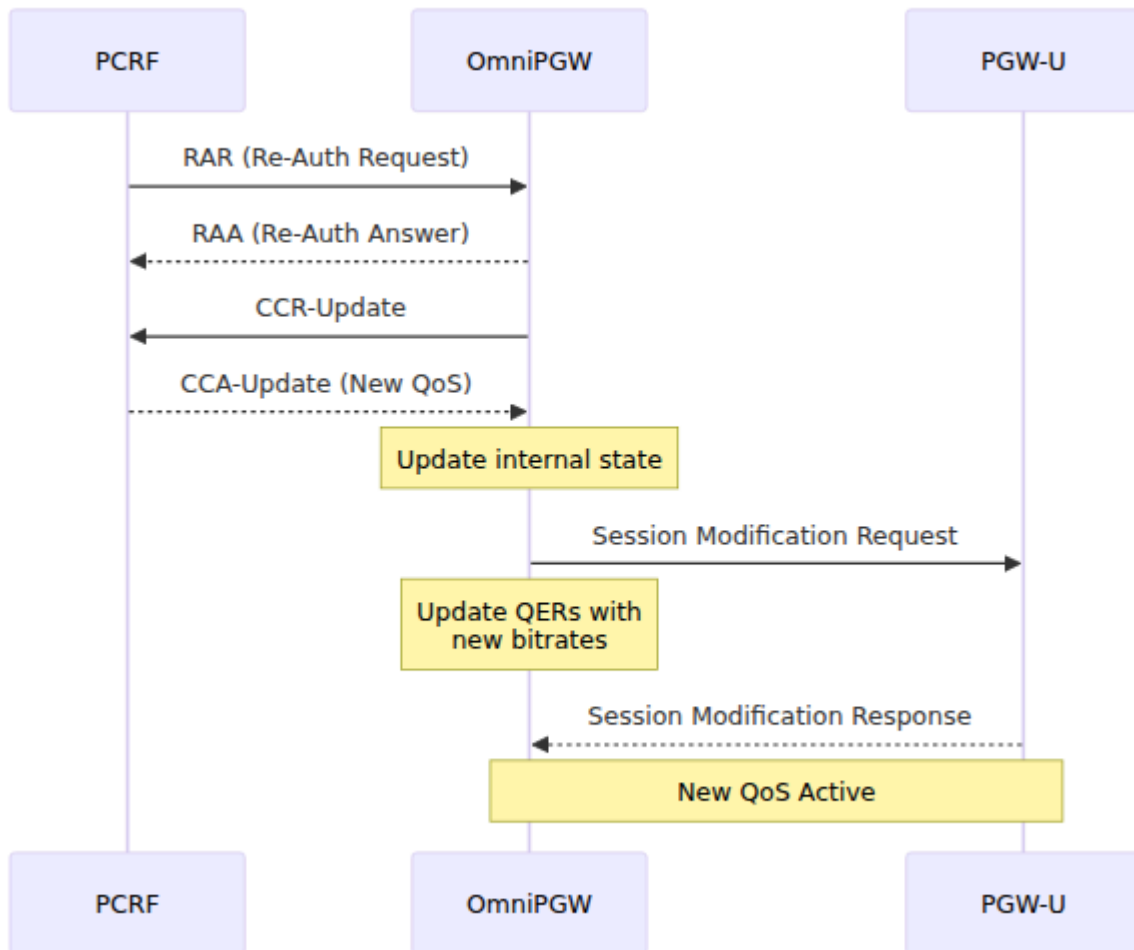 PCRF
OmniPGW
PGW-U
RAR (Re-Auth Request)
RAA (Re-Auth Answer)
CCR-Update
CCA-Update (New QoS)
Update internal state
Session Modification Request
Update QERs with
new bitrates
Session Modification Response
New QoS Active
PCRF
OmniPGW
PGW-U